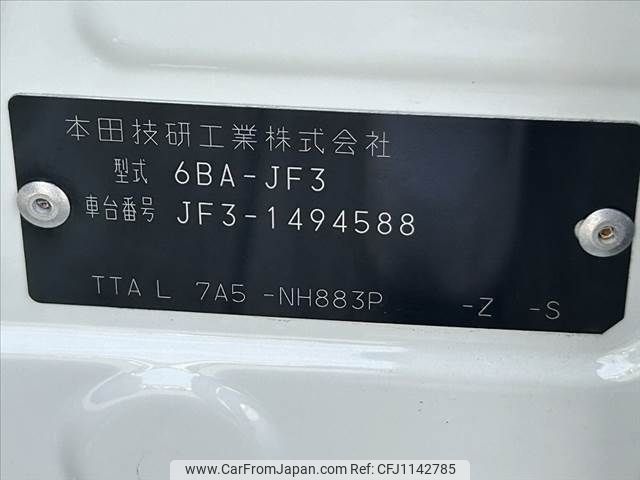 本田技研工業株式会社
型式 6BA-JF3
車台番号 JF3-1494588
TTA L 7A5 -NH883P -Z -S
www.CarFromJapan.com - CFJ1142785